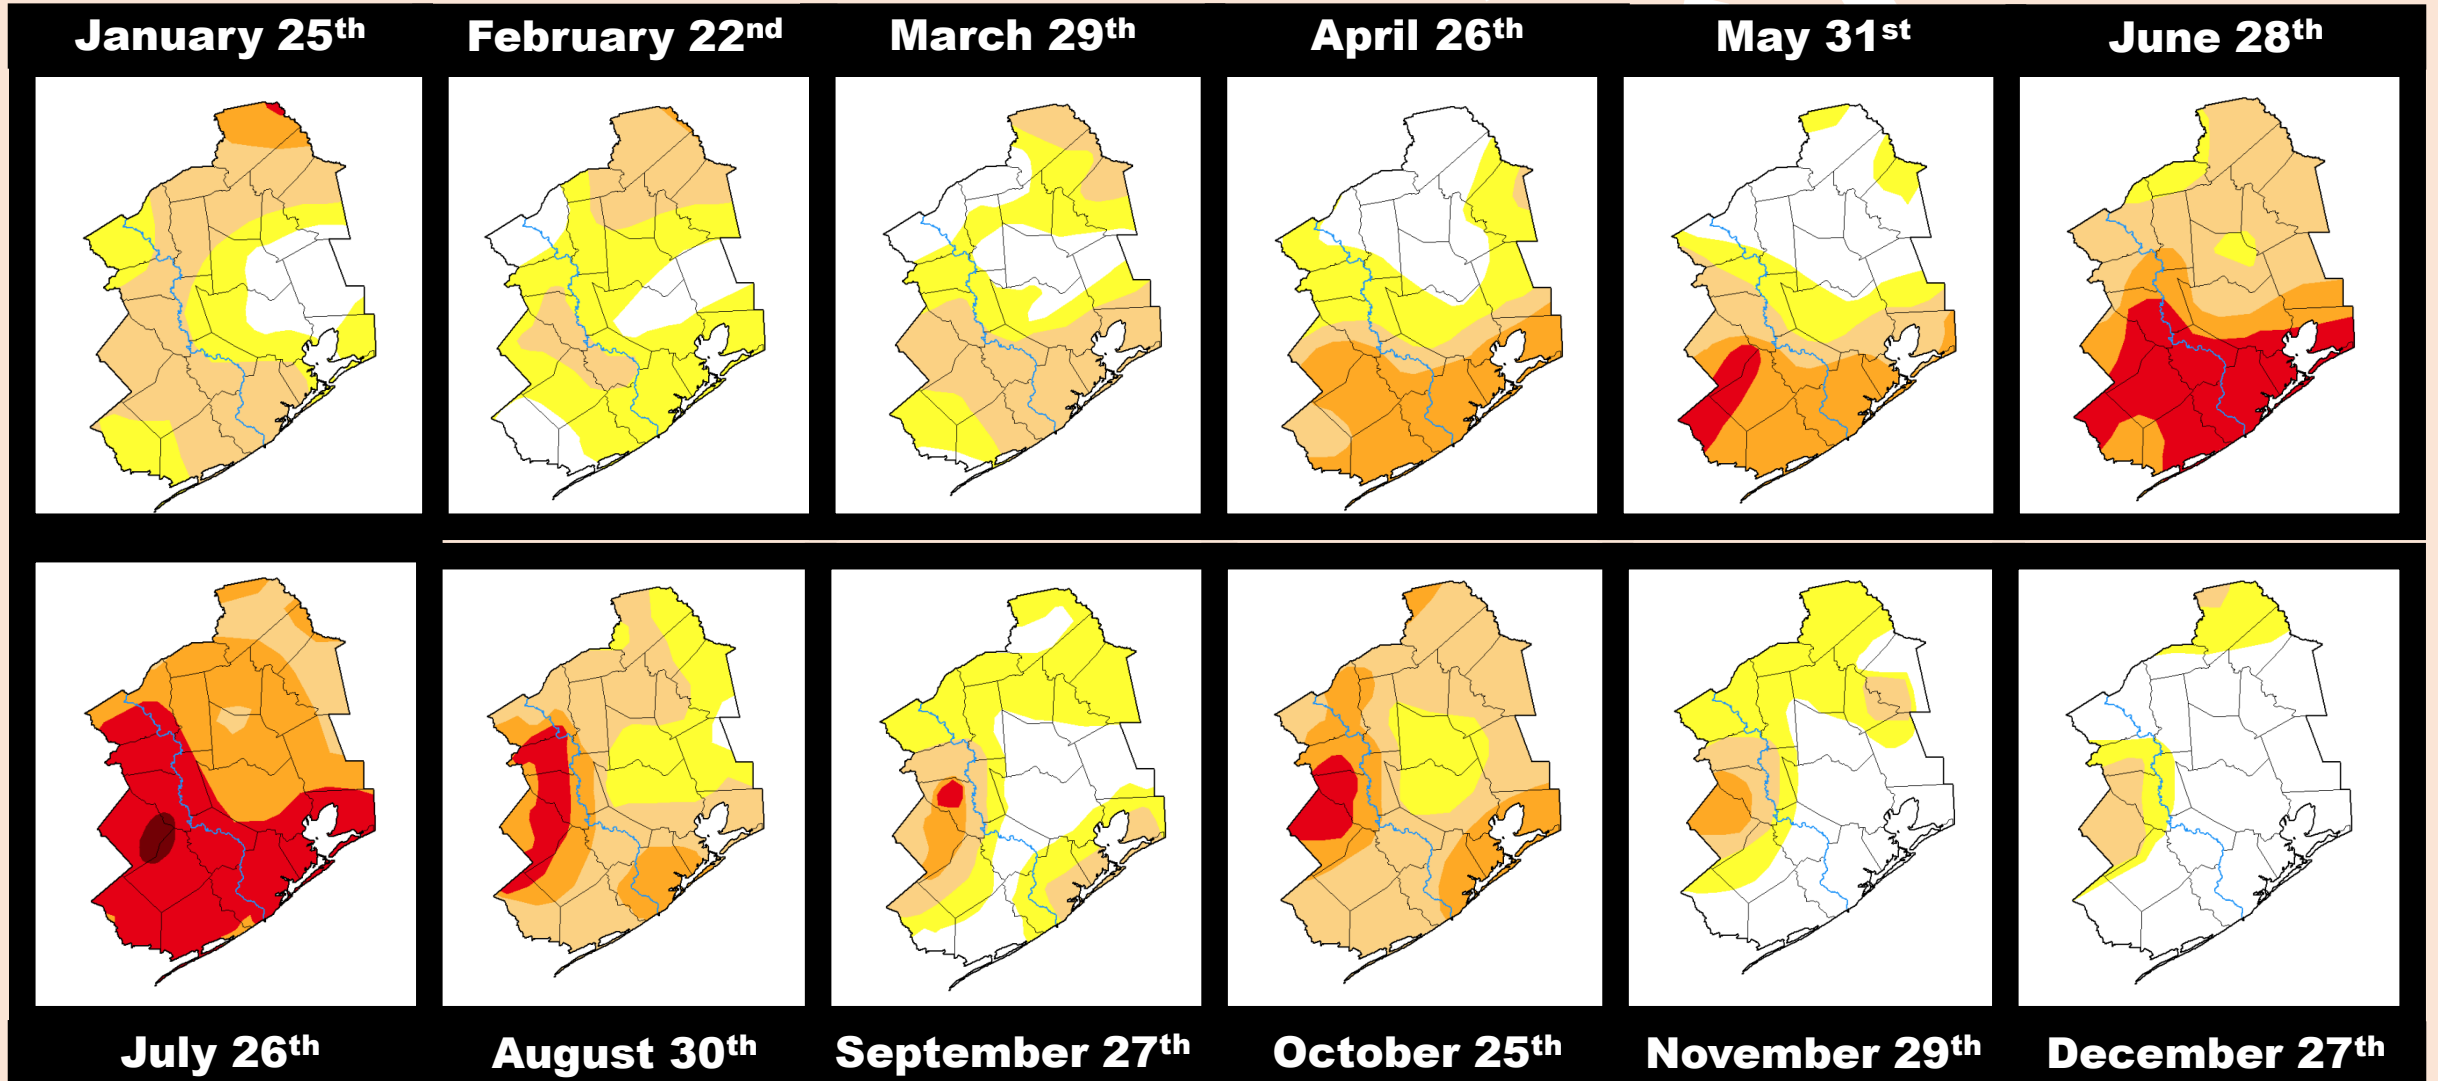 January 25th
February 22nd
March 29th
April 26th
May 31st
June 28th
July 26th
August 30th
September 27th
October 25th
November 29th
December 27th